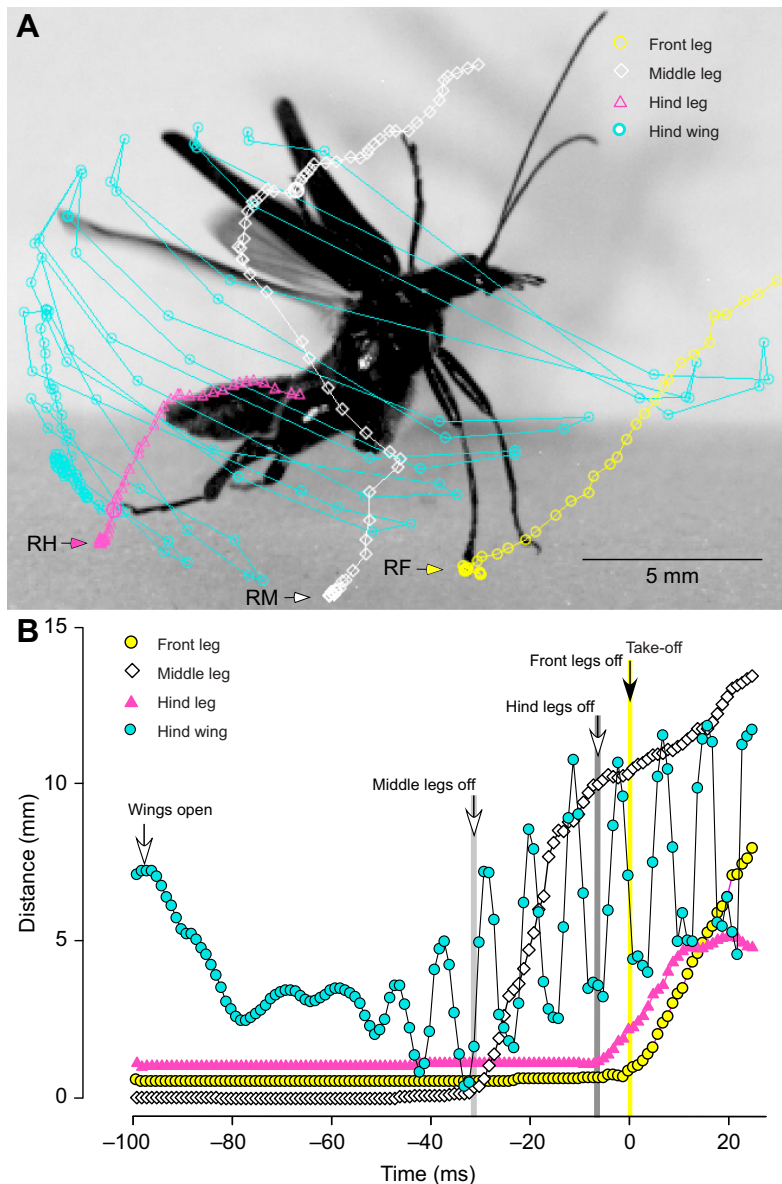 A
Front leg
Middle leg
Hind leg
Hind wing
RH
RM
RF
5 mm
B
15
10
5
0
Distance (mm)
Front leg
Middle leg
Hind leg
Hind wing
Wings open
Middle legs off
Hind legs off
Front legs off
Take-off
–100
–80
–60
–40
–20
0
20
Time (ms)